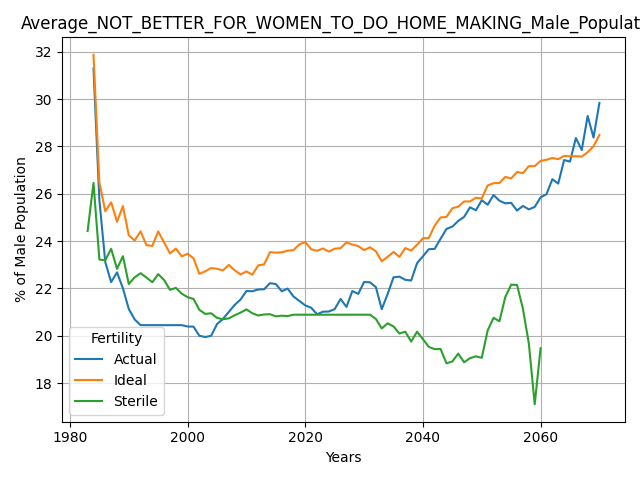 Average_NOT_BETTER_FOR_WOMEN_TO_DO_HOME_MAKING_Male_Populat
32
30
28
26
24
22
20
18
% of Male Population
Fertility
Actual
Ideal
Sterile
1980
2000
2020
2040
2060
Years